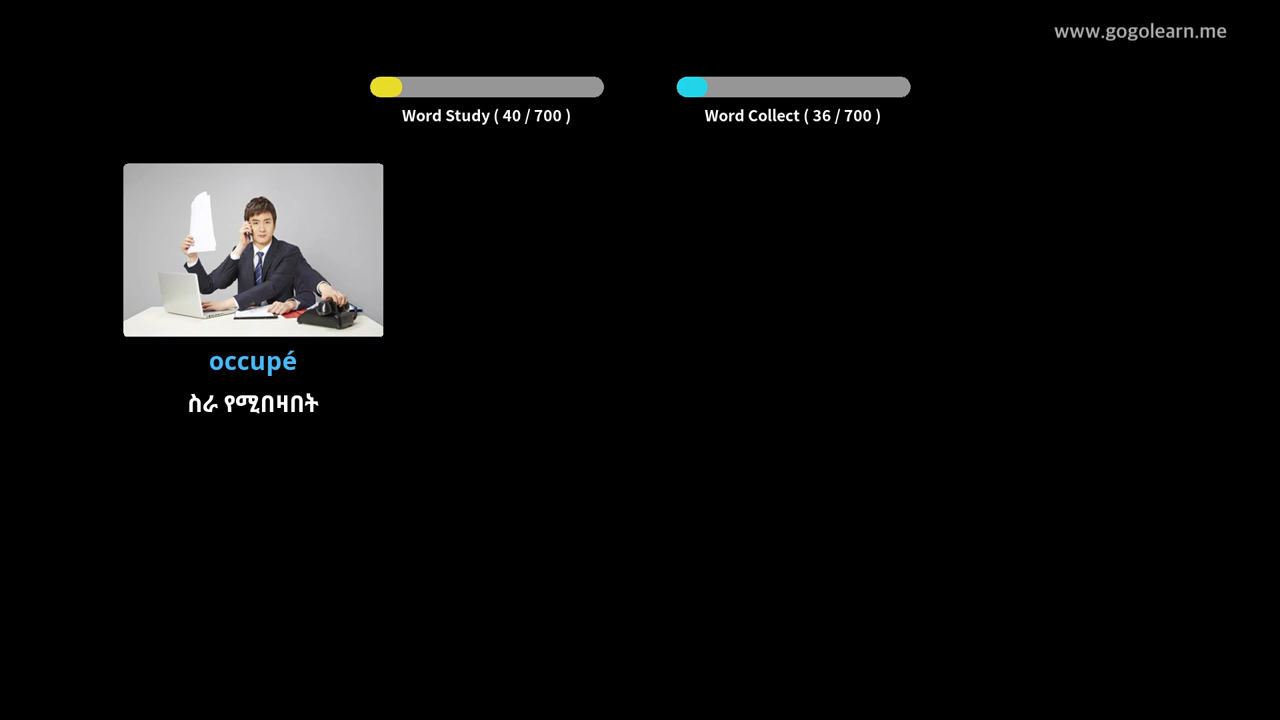 www.gogolearn.me
Word Study ( 40 / 700 )
Word Collect ( 36 / 700 )
occupé
ስራ የሚበዛበት